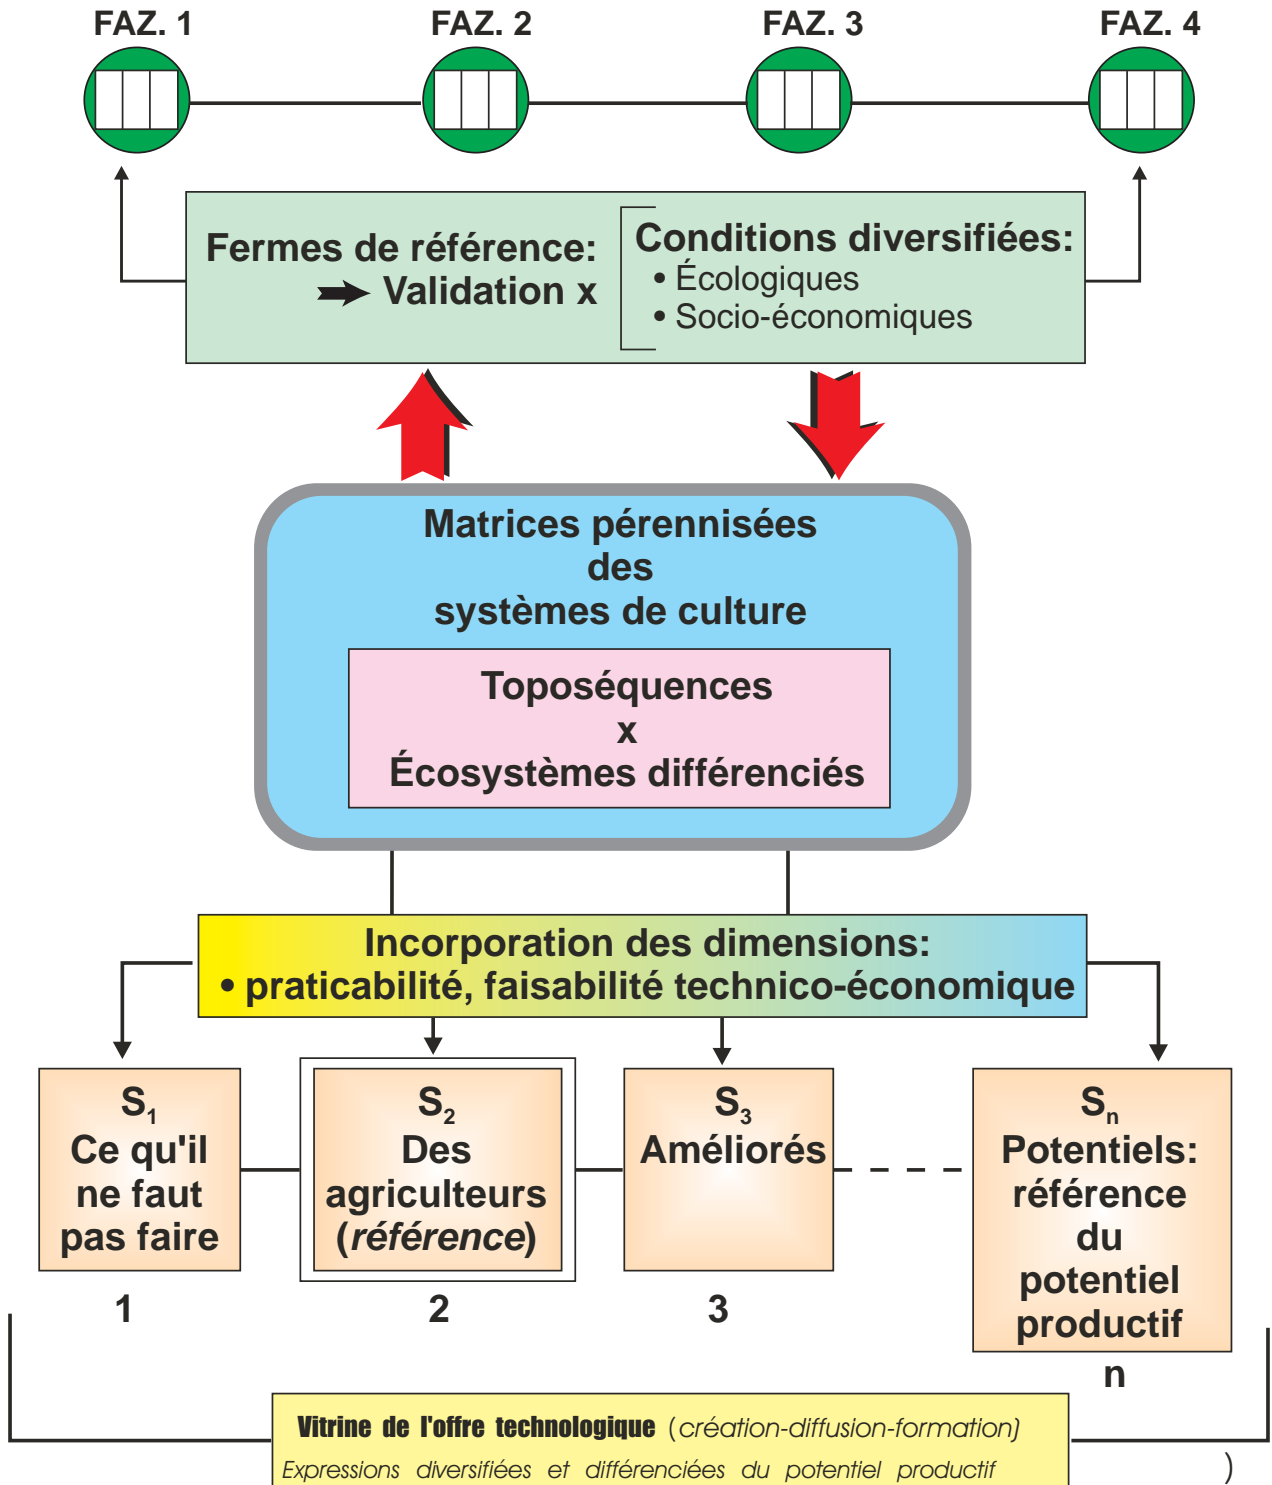 FAZ. 1 FAZ. 2 FAZ. 3 FAZ. 4
Fermes de référence:
Validation x
Conditions diversifiées:
• Écologiques
• Socio-économiques
Matrices pérennisées
des
systèmes de culture
Toposéquences
x
Écosystèmes différenciés
Incorporation des dimensions:
• praticabilité, faisabilité technico-économique
S1
Ce qu'il
ne faut
pas faire
1
S2
Des
agriculteurs
(référence)
2
S3
Améliorés
3
Sn
Potentiels:
référence
du
potentiel
productif
n
Vitrine de l'offre technologique (création-diffusion-formation)
Expressions diversifiées et différenciées du potentiel productif
)